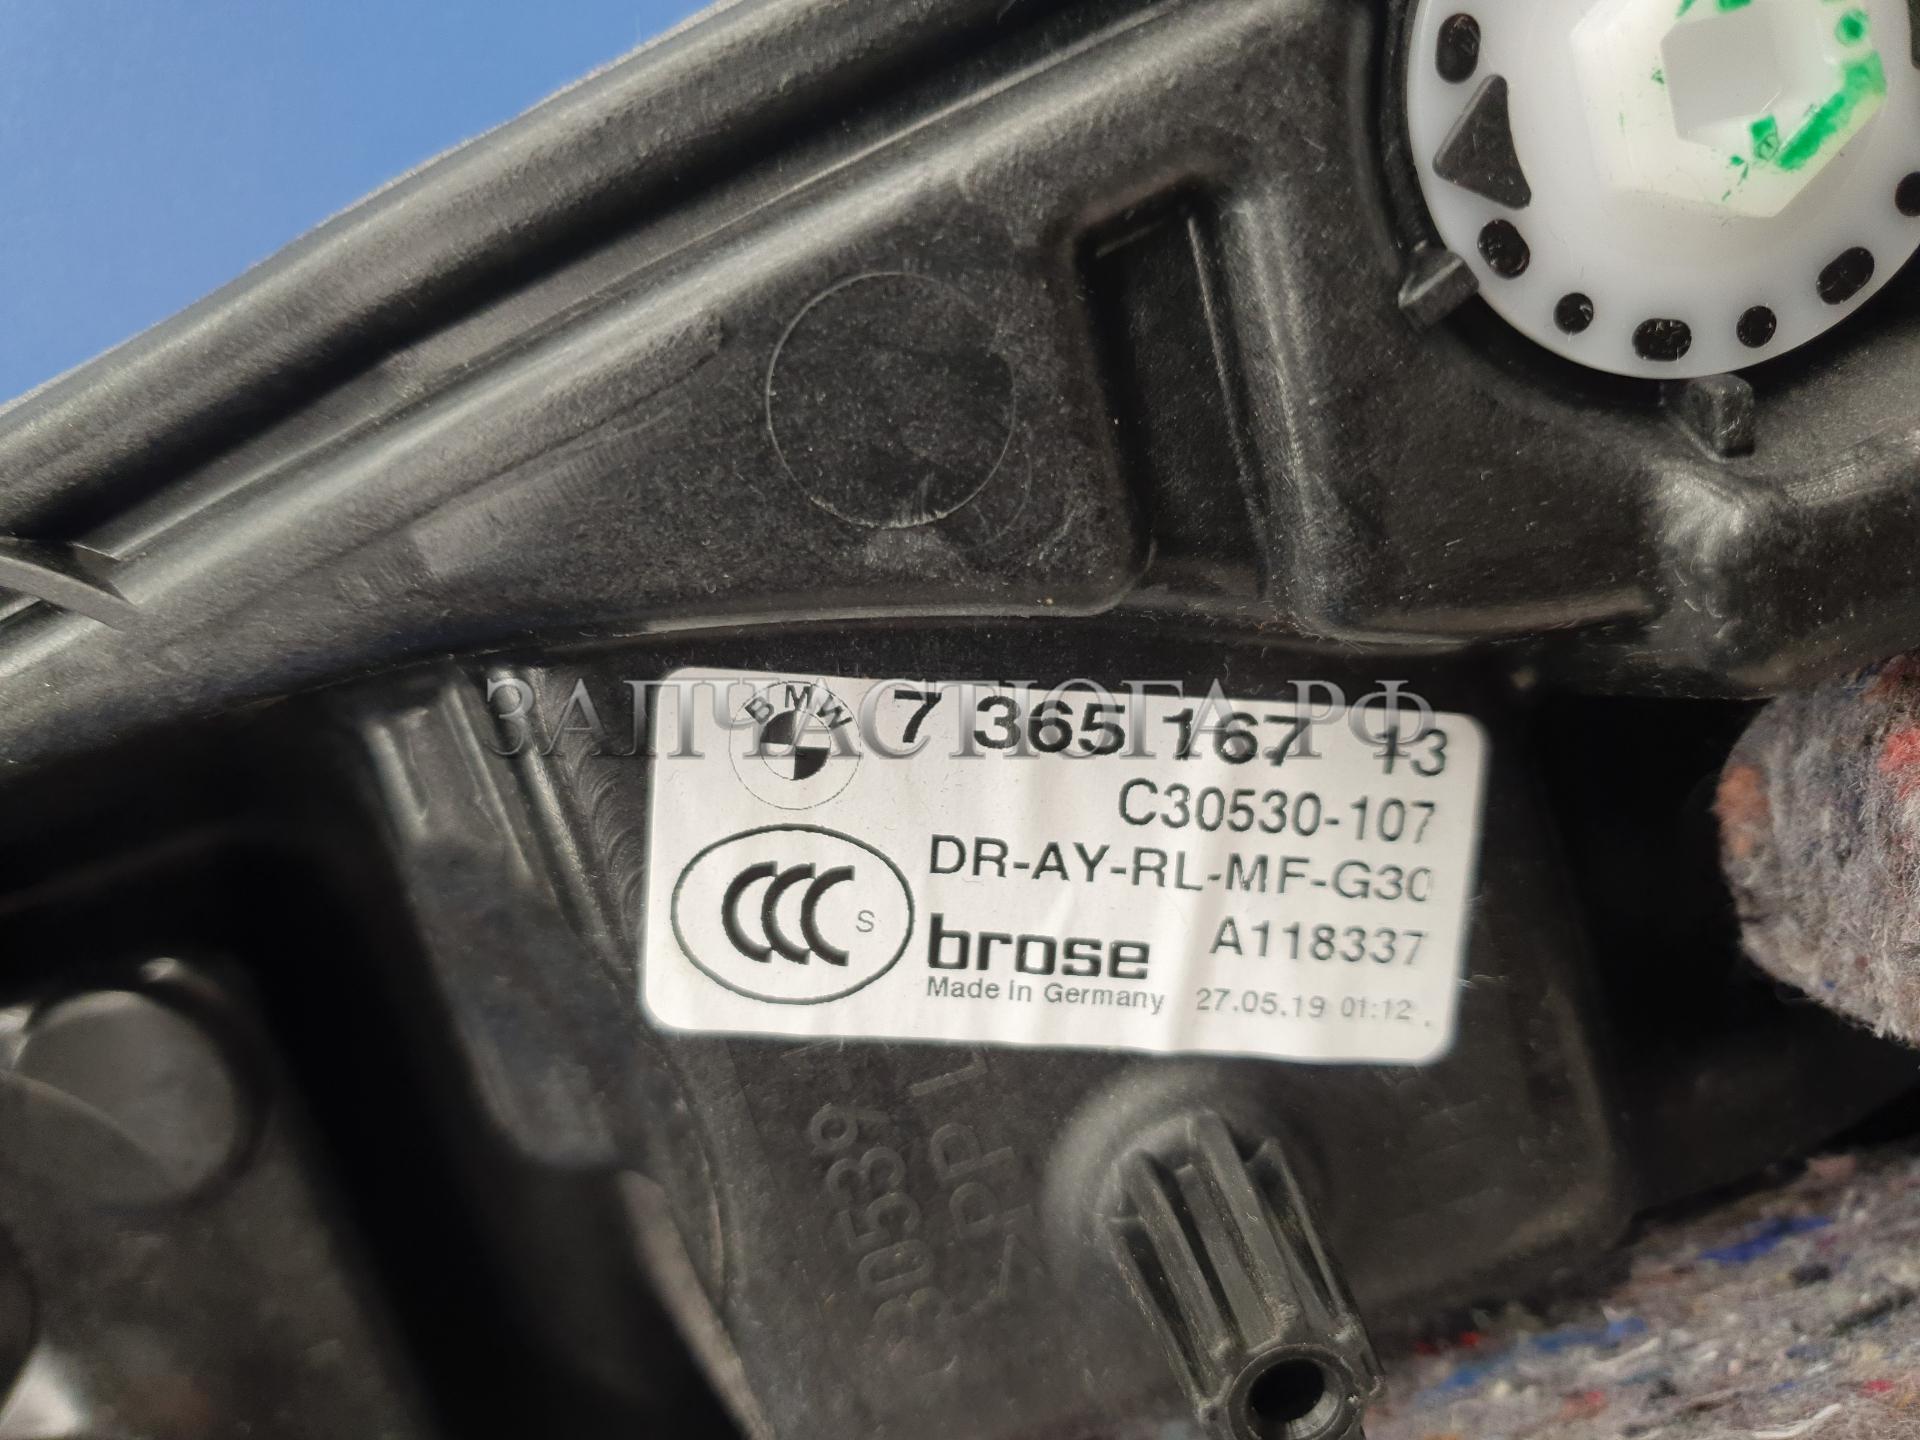 ЗАПЧАСТЮГА.РФ
BMW 7 365 167 13
C30530-107
DR-AY-RL-MF-G30
CCC S
brose A118337
Made in Germany 27.05.19 01:12